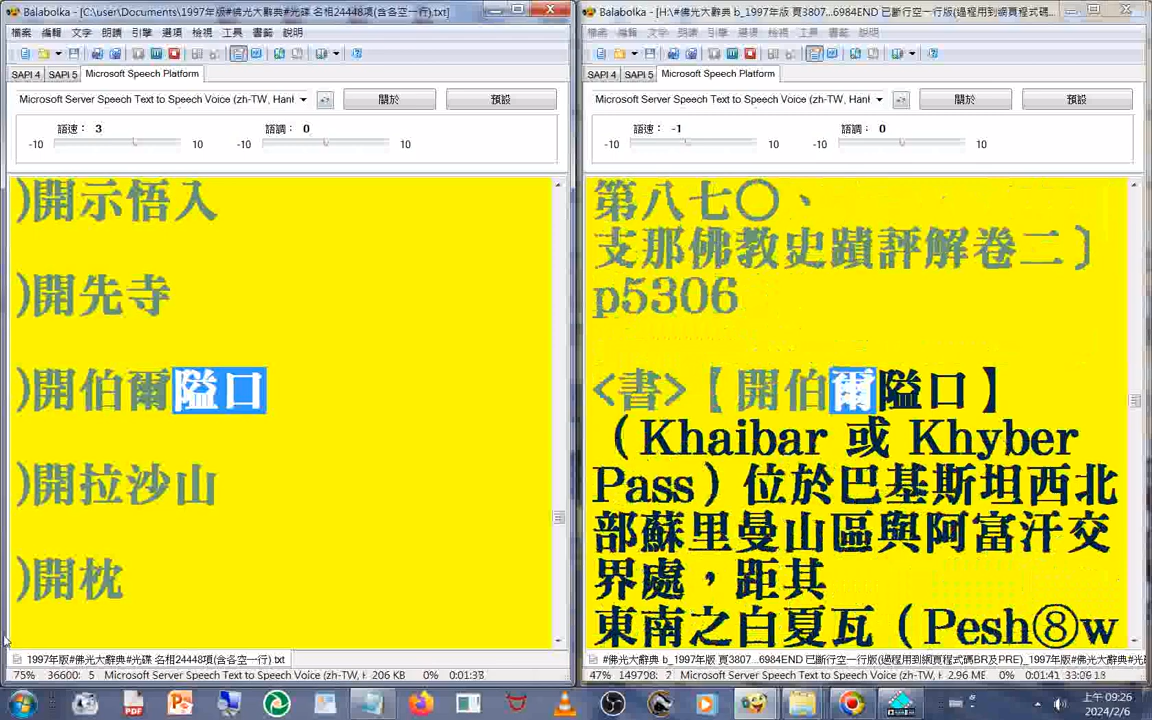 Balabolka - [C:\user\Documents\1997年版#佛光大辭典#光碟 名相24448項(含各空一行).txt]
檔案 編輯 文字 朗讀 引擎 選項 檢視 工具 書籤 說明
SAPI 4 SAPI 5 Microsoft Speech Platform
Microsoft Server Speech Text to Speech Voice (zh-TW, Hanl
關於
預設
語速： 3
語調： 0
-10 10 -10 10
)開示悟入
)開先寺
)開伯爾隘口
)開拉沙山
)開枕
1997年版#佛光大辭典#光碟 名相24448項(含各空一行).txt
75% 36600: 5 Microsoft Server Speech Text to Speech Voice (zh-TW, H 206 KB 0% 0:01:38
Balabolka - [H:\#佛光大辭典 b_1997年版 頁3807...6984END 已斷行空一行版(過程用到網頁程式碼
檔案 編輯 文字 朗讀 引擎 選項 檢視 工具 書籤 說明
SAPI 4 SAPI 5 Microsoft Speech Platform
Microsoft Server Speech Text to Speech Voice (zh-TW, Hanl
關於
預設
語速： -1
語調： 0
-10 10 -10 10
第八七〇、
支那佛教史蹟評解卷二〕
p5306
<書>【開伯爾隘口】
（Khaibar 或 Khyber
Pass）位於巴基斯坦西北
部蘇里曼山區與阿富汗交
界處，距其
東南之白夏瓦（Pesh⑧w
#佛光大辭典 b_1997年版 頁3807...6984END 已斷行空一行版(過程用到網頁程式碼BR及PRE)_1997年版#佛光
47% 149798: 7 Microsoft Server Speech Text to Speech Voice (zh-TW, H 2.96 ME 0% 0:01:41 33:06:18
PDF
上午 09:26
2024/2/6